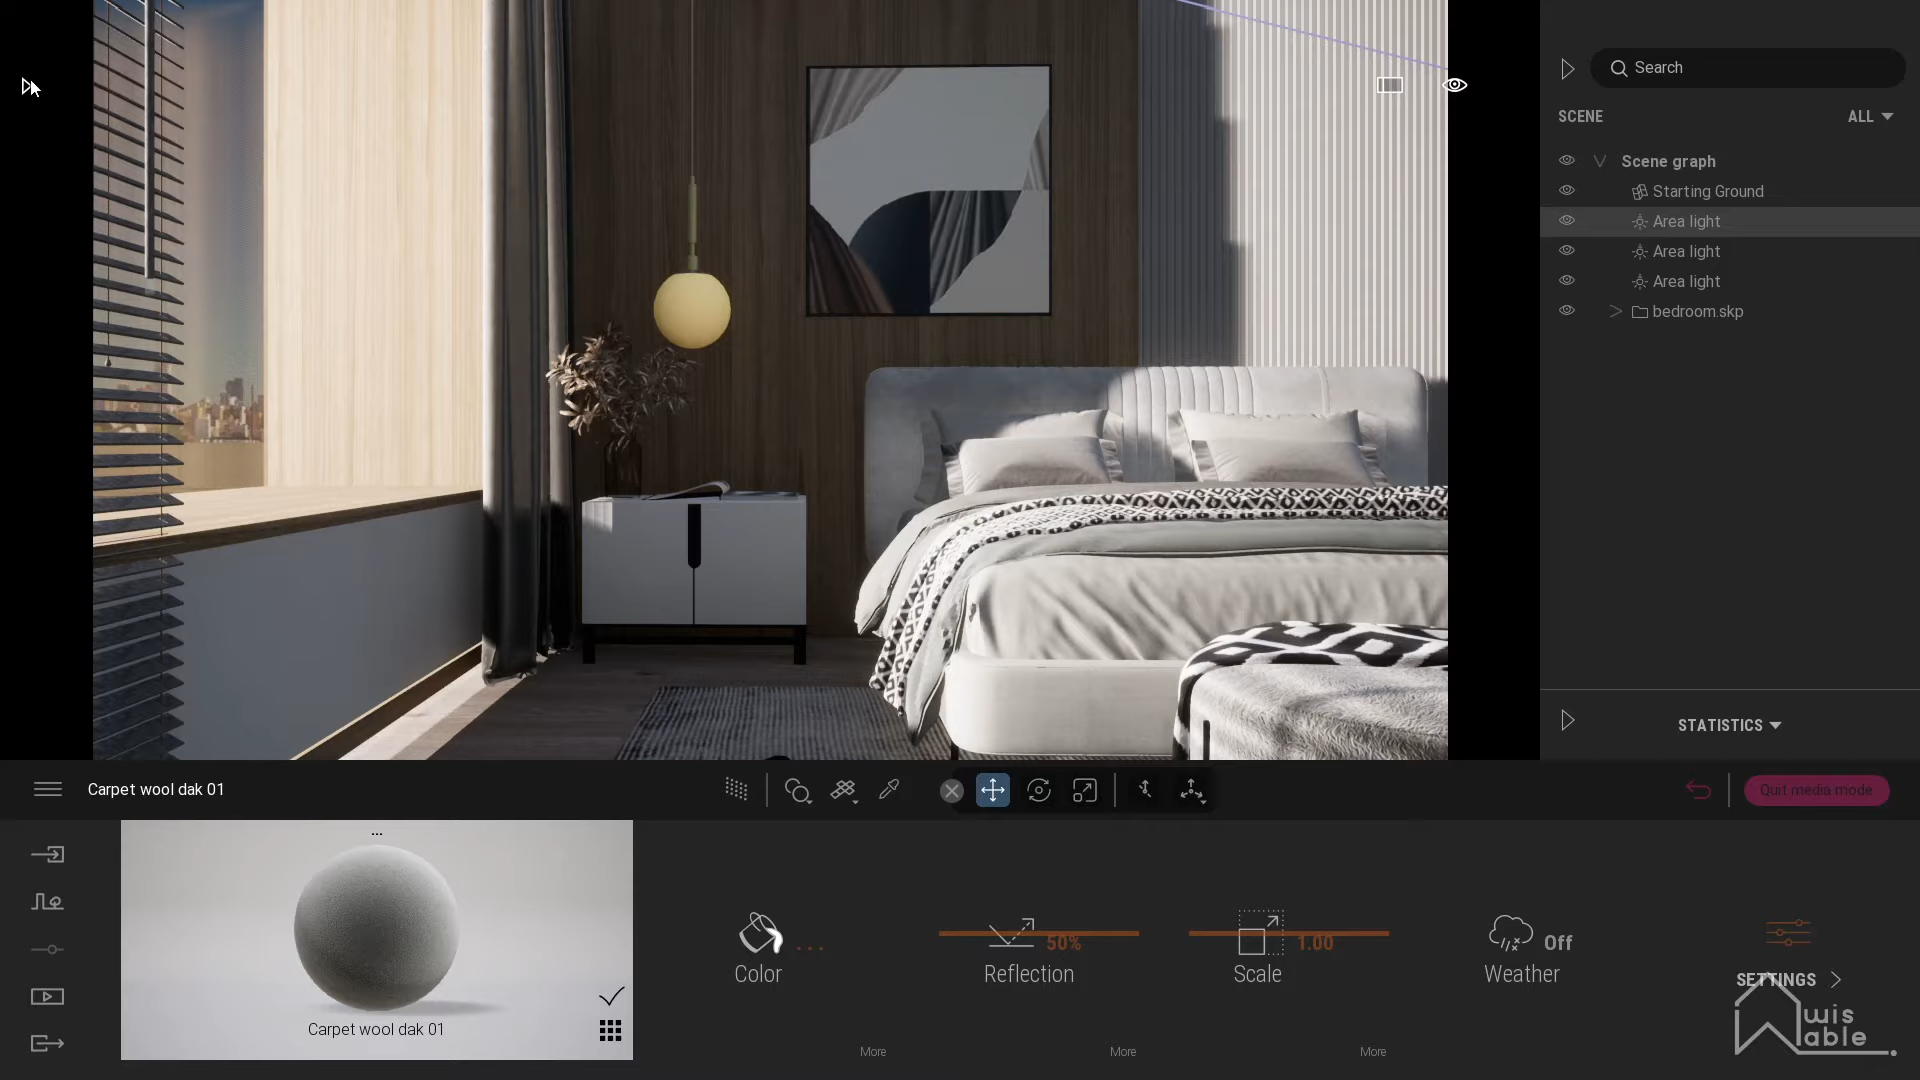 Search
SCENE
ALL
Scene graph
Starting Ground
Area light
Area light
Area light
bedroom.skp
STATISTICS
Carpet wool dak 01
Quit media mode
...
Carpet wool dak 01
Color
...
More
50%
Reflection
More
1.00
Scale
More
Off
Weather
SETTINGS
wis
able